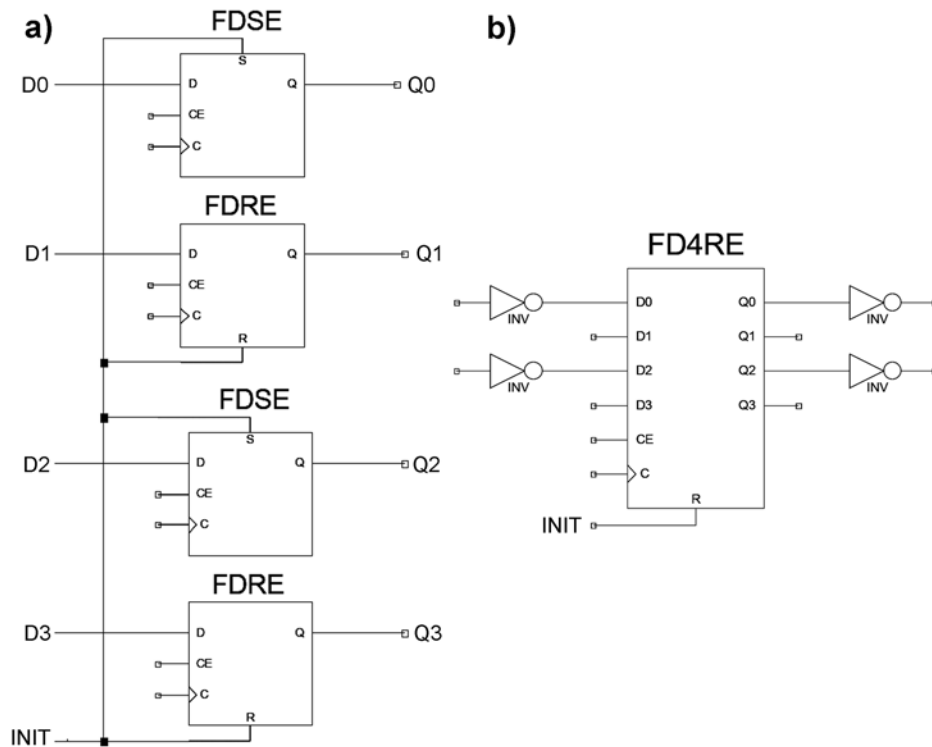 a)
FDSE
S
D0
D
Q
Q0
CE
C
FDRE
D1
D
Q
Q1
CE
C
R
FDSE
S
D2
D
Q
Q2
CE
C
FDRE
D3
D
Q
Q3
CE
C
R
INIT
b)
FD4RE
INV
D0
Q0
INV
D1
Q1
INV
D2
Q2
INV
D3
Q3
CE
C
R
INIT